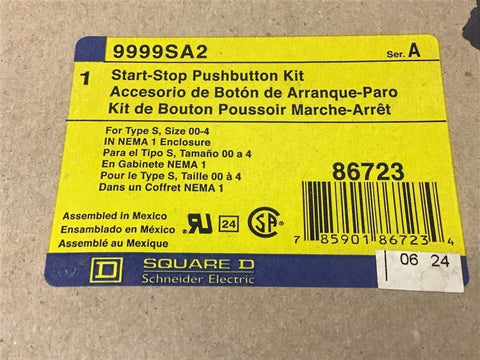 9999SA2
Ser. A
1 Start-Stop Pushbutton Kit
Accesorio de Botón de Arranque-Paro
Kit de Bouton Poussoir Marche-Arrêt
For Type S, Size 00-4
IN NEMA 1 Enclosure
Para el Tipo S, Tamaño 00 a 4
En Gabinete NEMA 1
Pour le Type S, Taille 00 à 4
Dans un Coffret NEMA 1
86723
Assembled in Mexico
Ensamblado en México
Assemblé au Mexique
24
7 85901 86723 4
SQUARE D
Schneider Electric
06 24